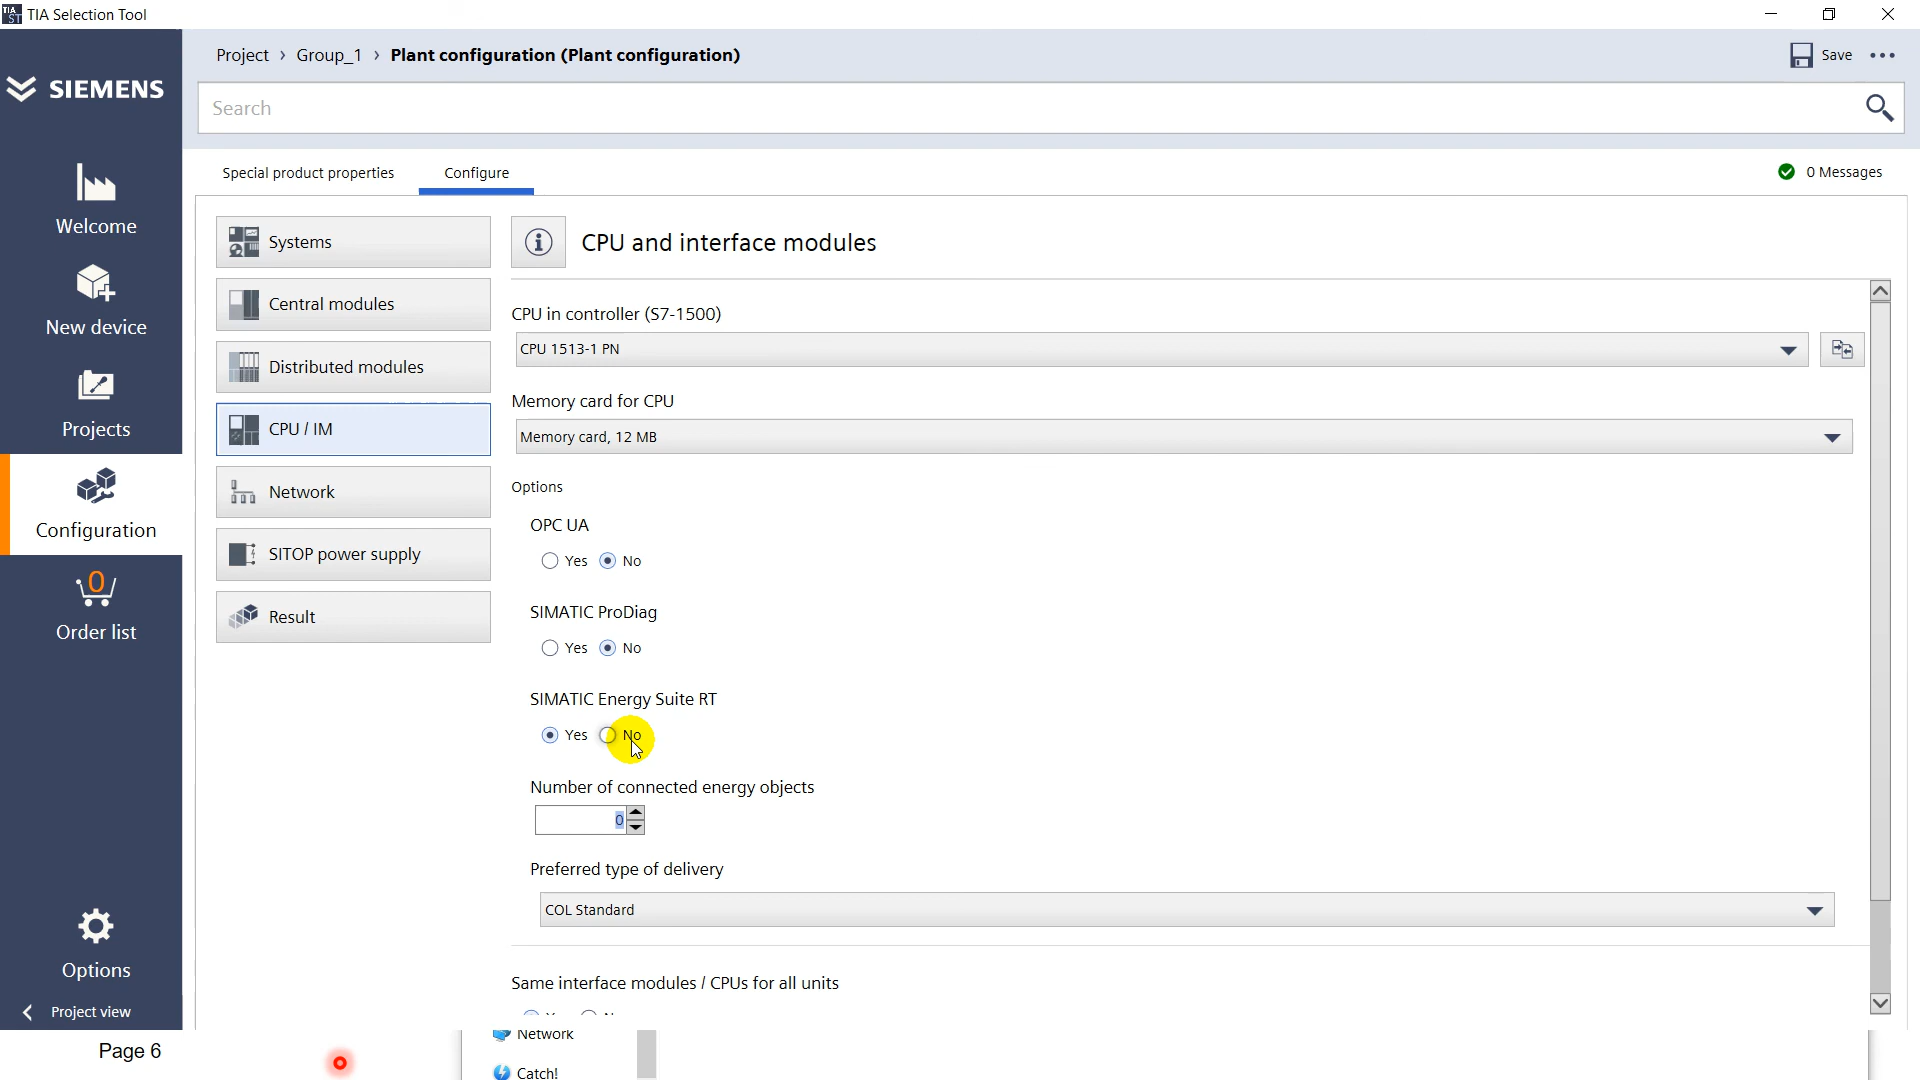 TIA Selection Tool
Project > Group_1 > Plant configuration (Plant configuration)
Save
SIEMENS
Search
Welcome
New device
Projects
Configuration
0
Order list
Options
Project view
Special product properties
Configure
0 Messages
Systems
Central modules
Distributed modules
CPU / IM
Network
SITOP power supply
Result
CPU and interface modules
CPU in controller (S7-1500)
CPU 1513-1 PN
Memory card for CPU
Memory card, 12 MB
Options
OPC UA
Yes No
SIMATIC ProDiag
Yes No
SIMATIC Energy Suite RT
Yes No
Number of connected energy objects
0
Preferred type of delivery
COL Standard
Same interface modules / CPUs for all units
Network
Page 6
Catch!